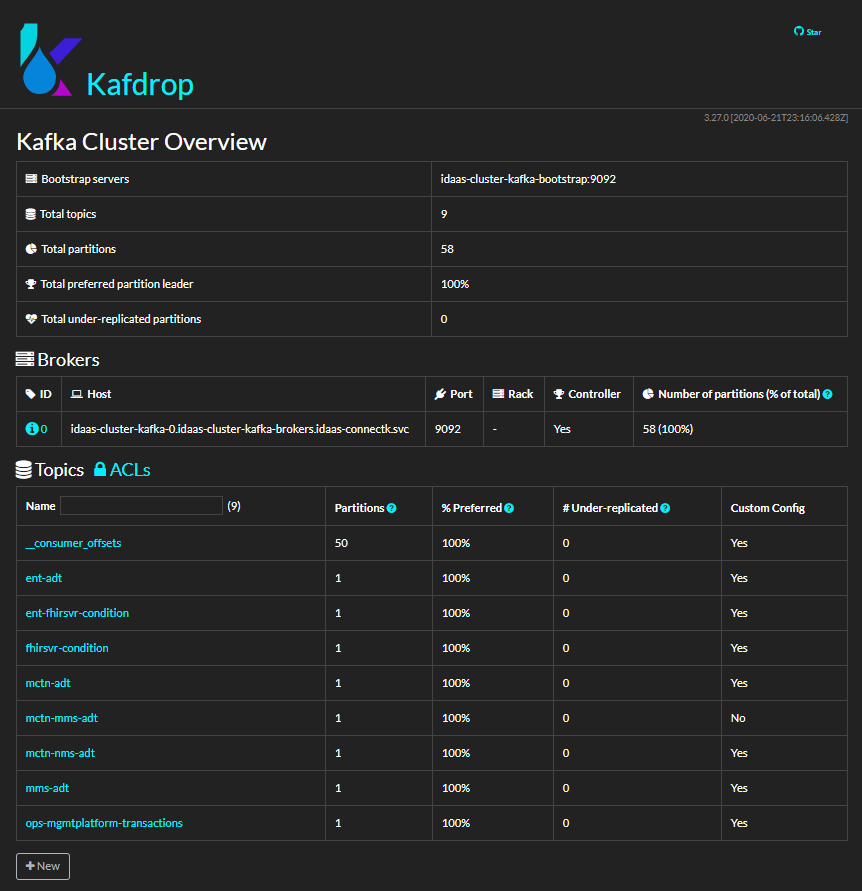 Star
Kafdrop
3.27.0 [2020-06-21T23:16:06.428Z]
Kafka Cluster Overview
Bootstrap servers idaas-cluster-kafka-bootstrap:9092
Total topics 9
Total partitions 58
Total preferred partition leader 100%
Total under-replicated partitions 0
Brokers
ID Host Port Rack Controller Number of partitions (% of total)
0 idaas-cluster-kafka-0.idaas-cluster-kafka-brokers.idaas-connectk.svc 9092 - Yes 58 (100%)
Topics ACLs
Name (9) Partitions % Preferred # Under-replicated Custom Config
__consumer_offsets 50 100% 0 Yes
ent-adt 1 100% 0 Yes
ent-fhirsvr-condition 1 100% 0 Yes
fhirsvr-condition 1 100% 0 Yes
mctn-adt 1 100% 0 Yes
mctn-mms-adt 1 100% 0 No
mctn-nms-adt 1 100% 0 Yes
mms-adt 1 100% 0 Yes
ops-mgmtplatform-transactions 1 100% 0 Yes
New